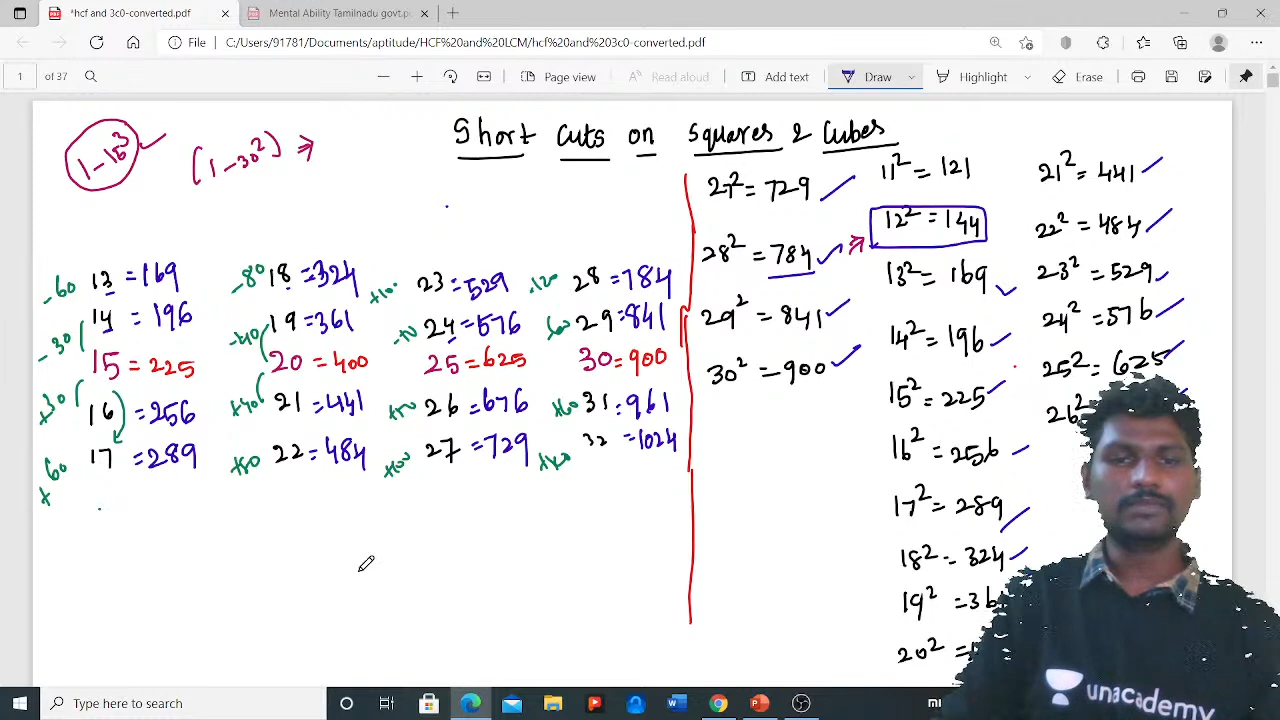 *hcf and 3c0-converted.pdf
Mental Ability Tamilnadu govt.p
File C:/Users/91781/Documents/aptitude/HCF%20and%20LCM/hcf%20and%203c0-converted.pdf
1 of 37
Page view
Read aloud
Add text
Draw
Highlight
Erase
1-15³
(1-30²) ⇒
Short Cuts on Squares & Cubes
-60 13 = 169
-30 14 = 196
15 = 225
+30 16 = 256
+60 17 = 289
-80 18 = 324
-40 19 = 361
20 = 400
+40 21 = 441
+80 22 = 484
23 = 529
24 = 576
25 = 625
26 = 676
27 = 729
-120 28 = 784
29 = 841
30 = 900
+60 31 = 961
32 = 1024
27² = 729
28² = 784
29² = 841
30² = 900
11² = 121
⇒ 12² = 144
13² = 169
14² = 196
15² = 225
16² = 256
17² = 289
18² = 324
19² = 36
20² =
21² = 441
22² = 484
23² = 529
24² = 576
25² = 625
26²
unacademy
Type here to search